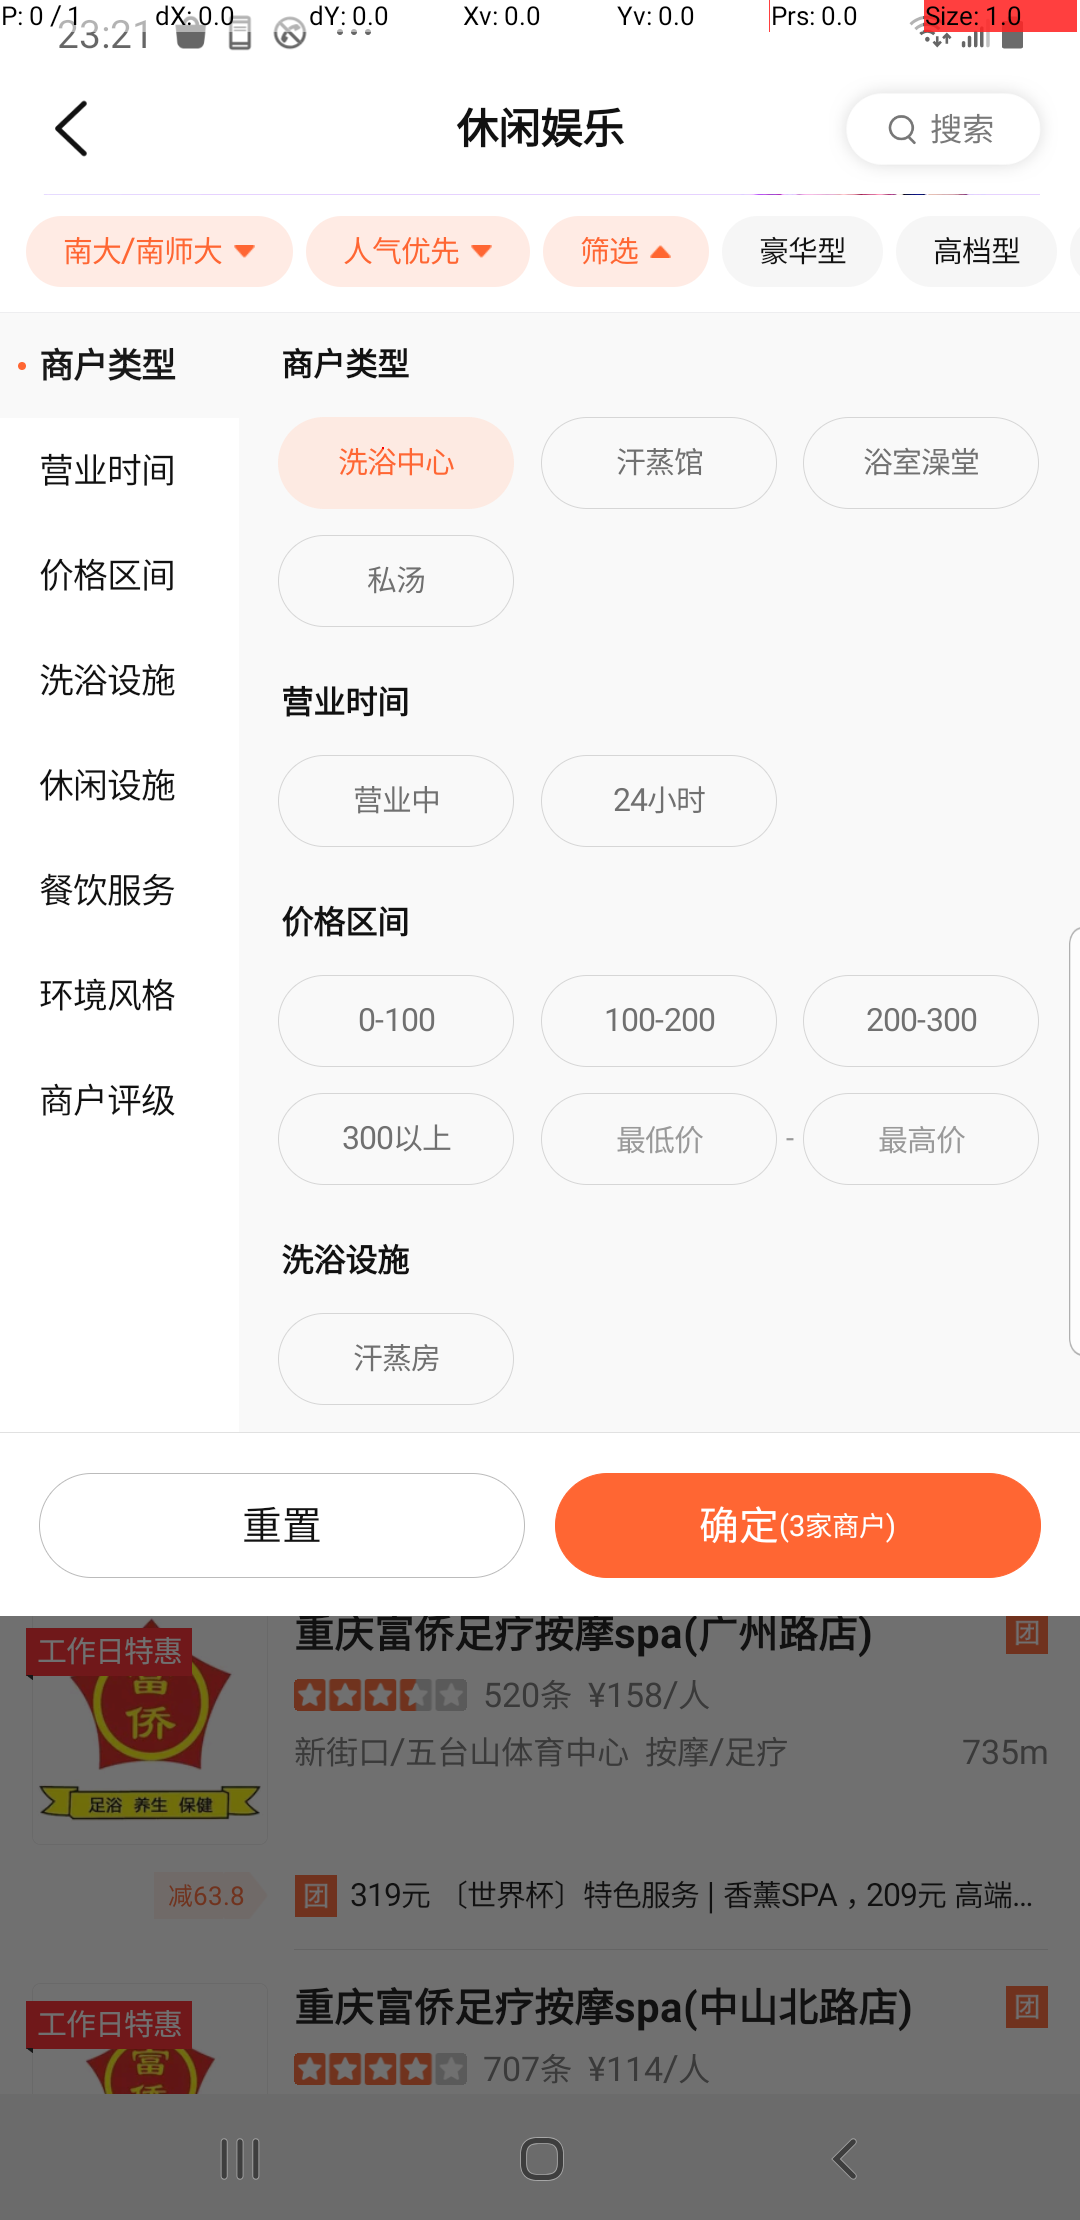 P: 0 / 1 dX: 0.0 dY: 0.0 Xv: 0.0 Yv: 0.0 Prs: 0.0 Size: 1.0
23:21
休闲娱乐
搜索
南大/南师大 人气优先 筛选 豪华型 高档型
商户类型
营业时间
价格区间
洗浴设施
休闲设施
餐饮服务
环境风格
商户评级
商户类型
洗浴中心 汗蒸馆 浴室澡堂
私汤
营业时间
营业中 24小时
价格区间
0-100 100-200 200-300
300以上 最低价 - 最高价
洗浴设施
汗蒸房
重置 确定(3家商户)
工作日特惠
富
侨
足浴 养生 保健
重庆富侨足疗按摩spa(广州路店) 团
520条 ¥158/人
新街口/五台山体育中心 按摩/足疗 735m
减63.8 团 319元 〔世界杯〕特色服务 | 香薰SPA，209元 高端...
工作日特惠
富
重庆富侨足疗按摩spa(中山北路店) 团
707条 ¥114/人